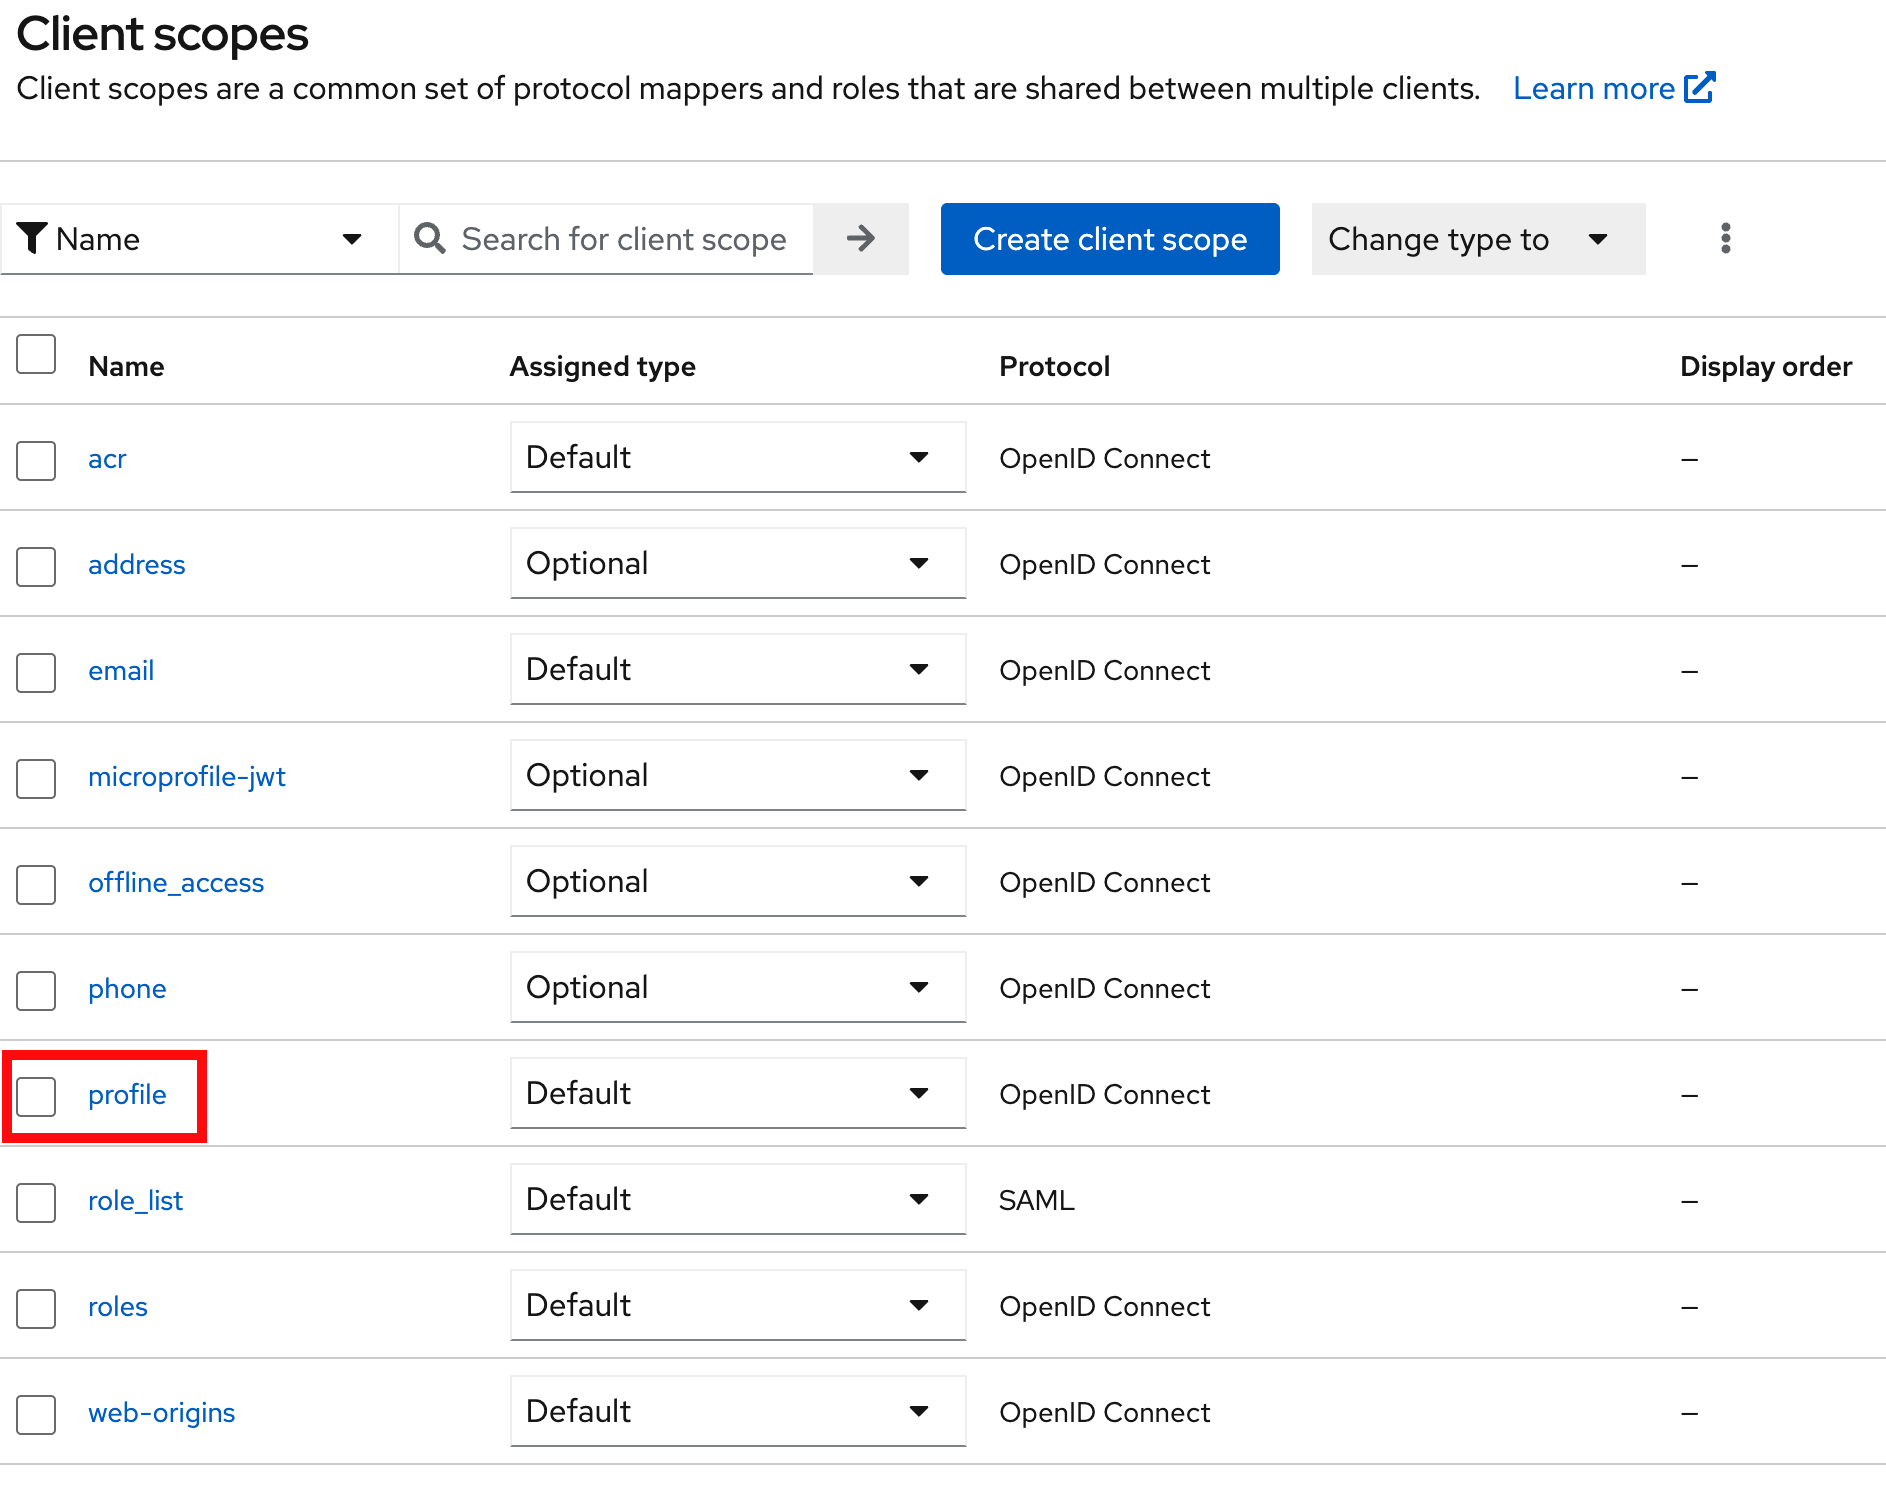 Client scopes
Client scopes are a common set of protocol mappers and roles that are shared between multiple clients. Learn more
Name Search for client scope Create client scope Change type to
Name Assigned type Protocol Display order
acr Default OpenID Connect –
address Optional OpenID Connect –
email Default OpenID Connect –
microprofile-jwt Optional OpenID Connect –
offline_access Optional OpenID Connect –
phone Optional OpenID Connect –
profile Default OpenID Connect –
role_list Default SAML –
roles Default OpenID Connect –
web-origins Default OpenID Connect –